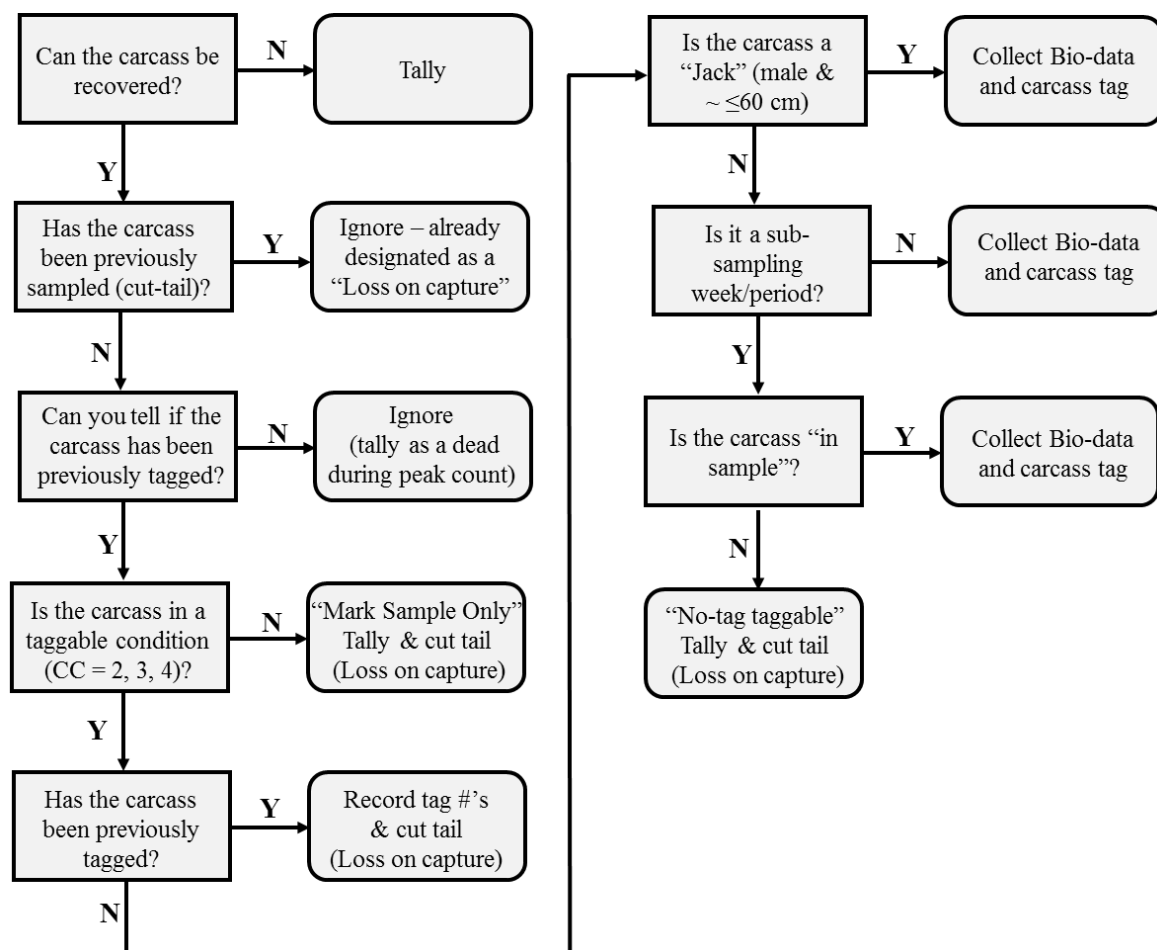 Can the carcass be
recovered?
N
Tally
Y
Has the carcass
been previously
sampled (cut-tail)?
Y
Ignore – already
designated as a
“Loss on capture”
N
Can you tell if the
carcass has been
previously tagged?
N
Ignore
(tally as a dead
during peak count)
Y
Is the carcass in a
taggable condition
(CC = 2, 3, 4)?
N
“Mark Sample Only”
Tally & cut tail
(Loss on capture)
Y
Has the carcass
been previously
tagged?
Y
Record tag #’s
& cut tail
(Loss on capture)
N
Is the carcass a
“Jack” (male &
~ ≤60 cm)
Y
Collect Bio-data
and carcass tag
N
Is it a sub-
sampling
week/period?
N
Collect Bio-data
and carcass tag
Y
Is the carcass “in
sample”?
Y
Collect Bio-data
and carcass tag
N
“No-tag taggable”
Tally & cut tail
(Loss on capture)